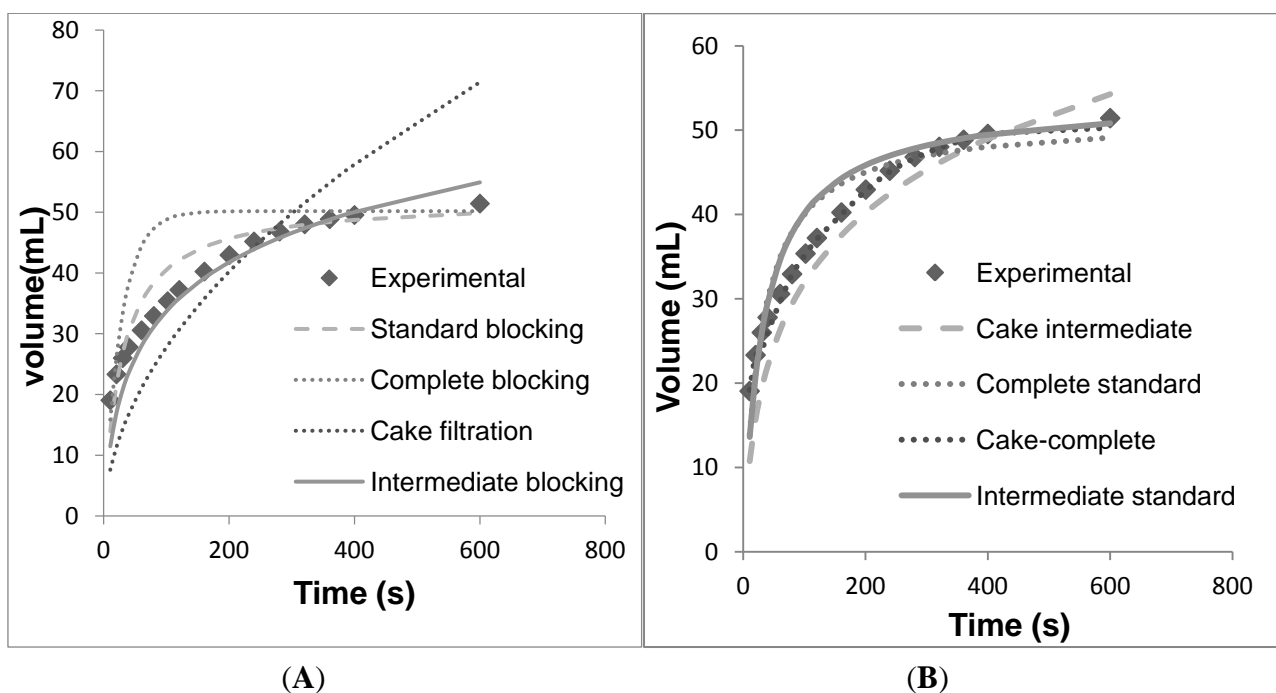 80
70
60
50
40
30
20
10
0
volume(mL)
Experimental
Standard blocking
Complete blocking
Cake filtration
Intermediate blocking
0 200 400 600 800
Time (s)
(A)
60
50
40
30
20
10
0
Volume (mL)
Experimental
Cake intermediate
Complete standard
Cake-complete
Intermediate standard
0 200 400 600 800
Time (s)
(B)